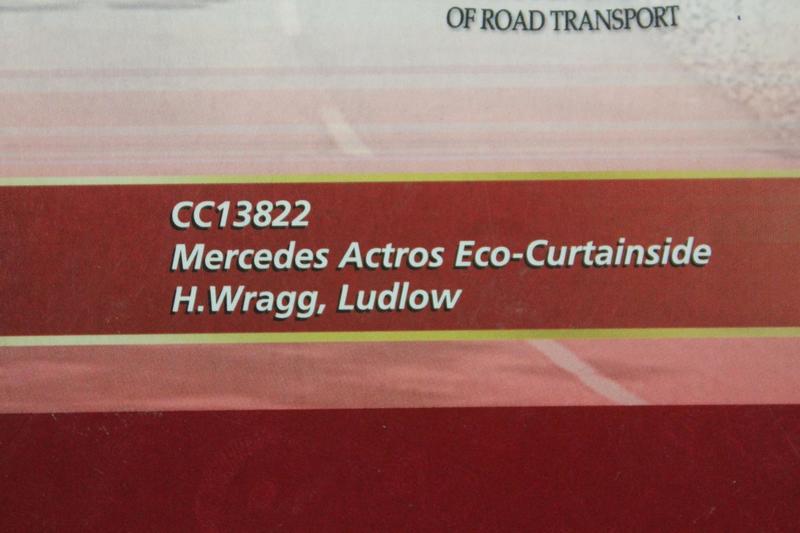 OF ROAD TRANSPORT
CC13822
Mercedes Actros Eco-Curtainside
H.Wragg, Ludlow